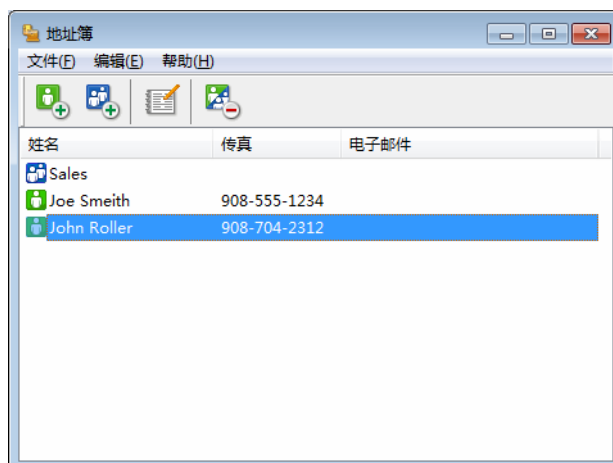 地址簿
文件(F) 编辑(E) 帮助(H)
姓名 传真 电子邮件
Sales
Joe Smeith 908-555-1234
John Roller 908-704-2312